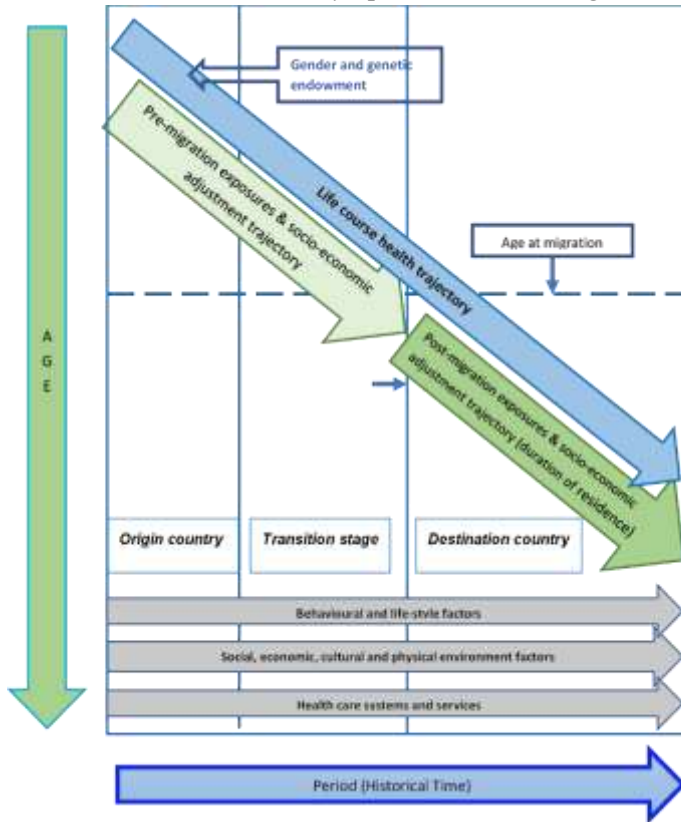 Gender and genetic
endowment
Pre-migration exposures & socio-economic
adjustment trajectory
Life course health trajectory
Age at migration
A
G
E
Post-migration exposures & socio-economic
adjustment trajectory (duration of residence)
Origin country
Transition stage
Destination country
Behavioural and life-style factors
Social, economic, cultural and physical environment factors
Health care systems and services
Period (Historical Time)